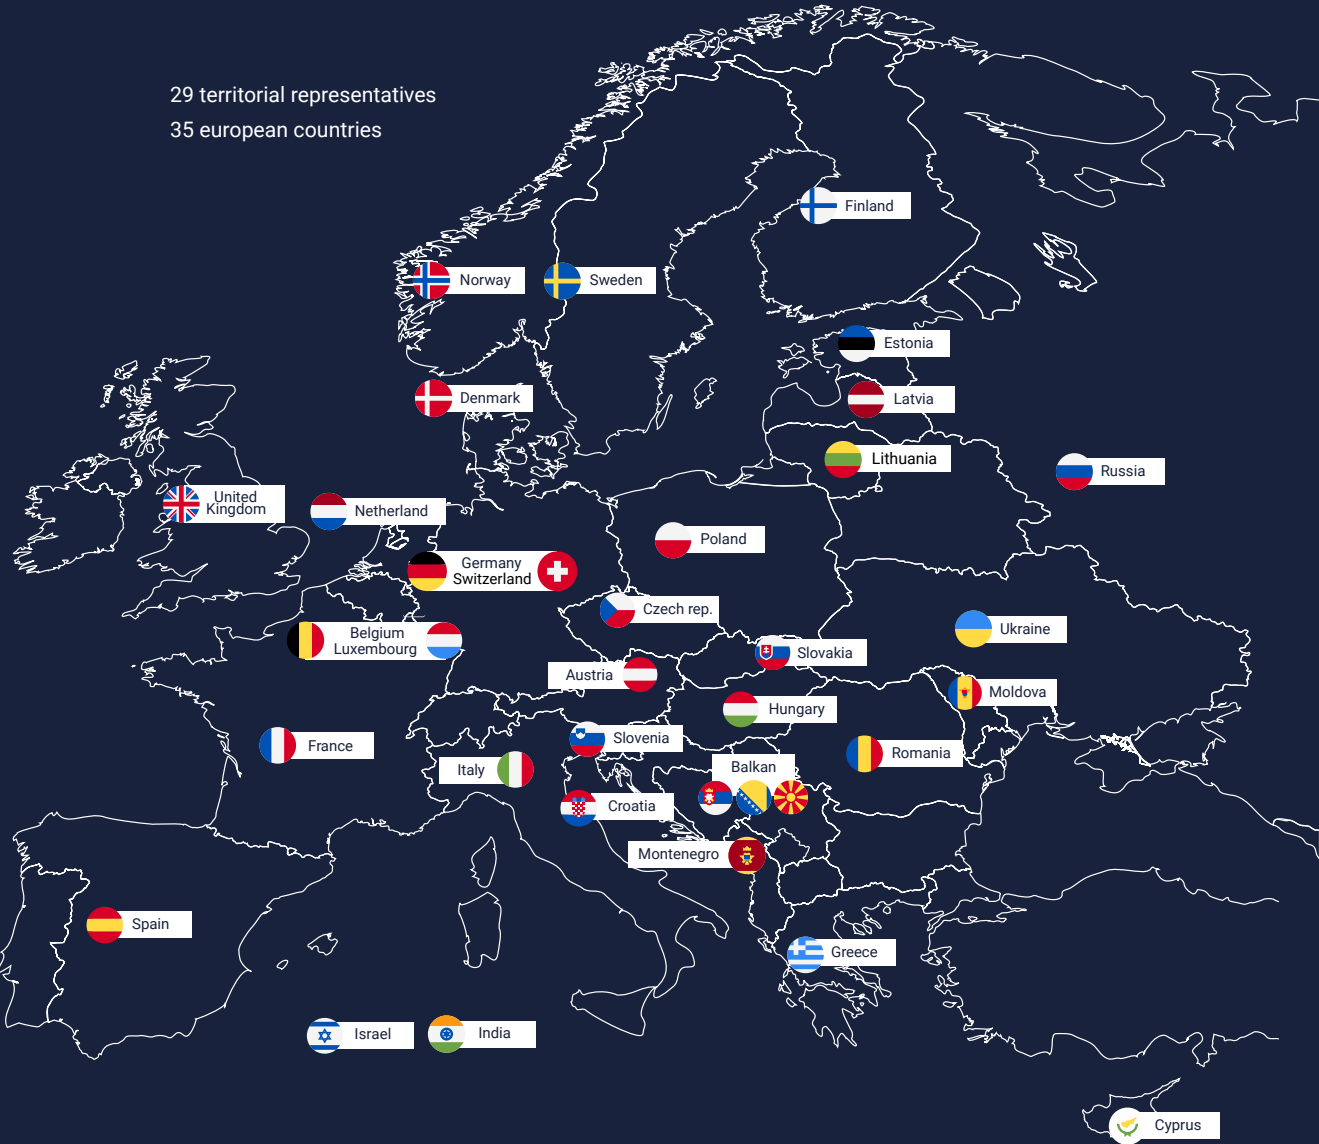 29 territorial representatives
35 european countries
Finland
Norway
Sweden
Estonia
Denmark
Latvia
Lithuania
Russia
United
Kingdom
Netherland
Poland
Germany
Switzerland
Czech rep.
Ukraine
Belgium
Luxembourg
Slovakia
Austria
Moldova
Hungary
France
Slovenia
Romania
Italy
Balkan
Croatia
Montenegro
Spain
Greece
Israel
India
Cyprus